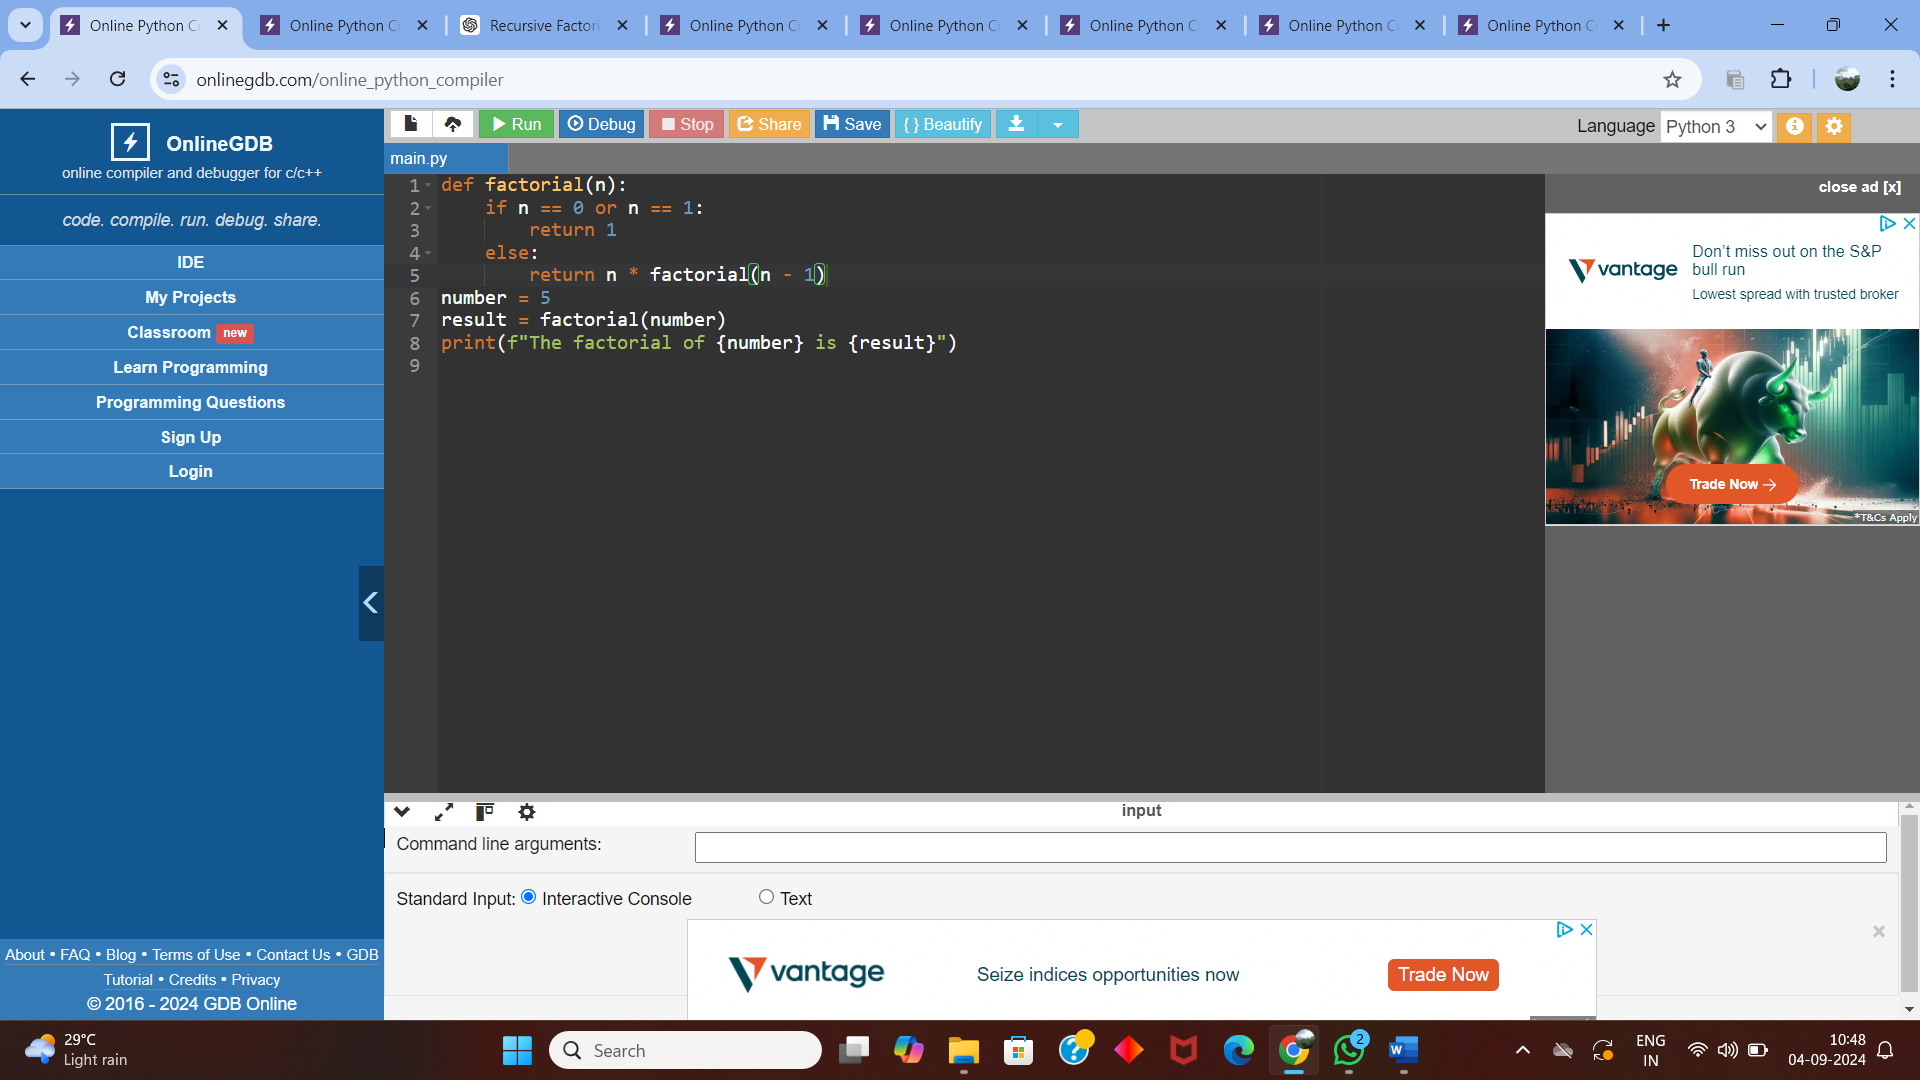 Online Python C
Online Python C
Recursive Factori
Online Python C
Online Python C
Online Python C
Online Python C
Online Python C
onlinegdb.com/online_python_compiler
OnlineGDB
online compiler and debugger for c/c++
code. compile. run. debug. share.
IDE
My Projects
Classroom new
Learn Programming
Programming Questions
Sign Up
Login
About • FAQ • Blog • Terms of Use • Contact Us • GDB
Tutorial • Credits • Privacy
© 2016 - 2024 GDB Online
Run
Debug
Stop
Share
Save
{ } Beautify
Language Python 3
main.py
1 def factorial(n):
2 if n == 0 or n == 1:
3 return 1
4 else:
5 return n * factorial(n - 1)
6 number = 5
7 result = factorial(number)
8 print(f"The factorial of {number} is {result}")
9
close ad [x]
vantage
Don't miss out on the S&P
bull run
Lowest spread with trusted broker
Trade Now →
*T&Cs Apply
input
Command line arguments:
Standard Input: Interactive Console Text
vantage
Seize indices opportunities now
Trade Now
29°C
Light rain
Search
2
ENG
IN
10:48
04-09-2024